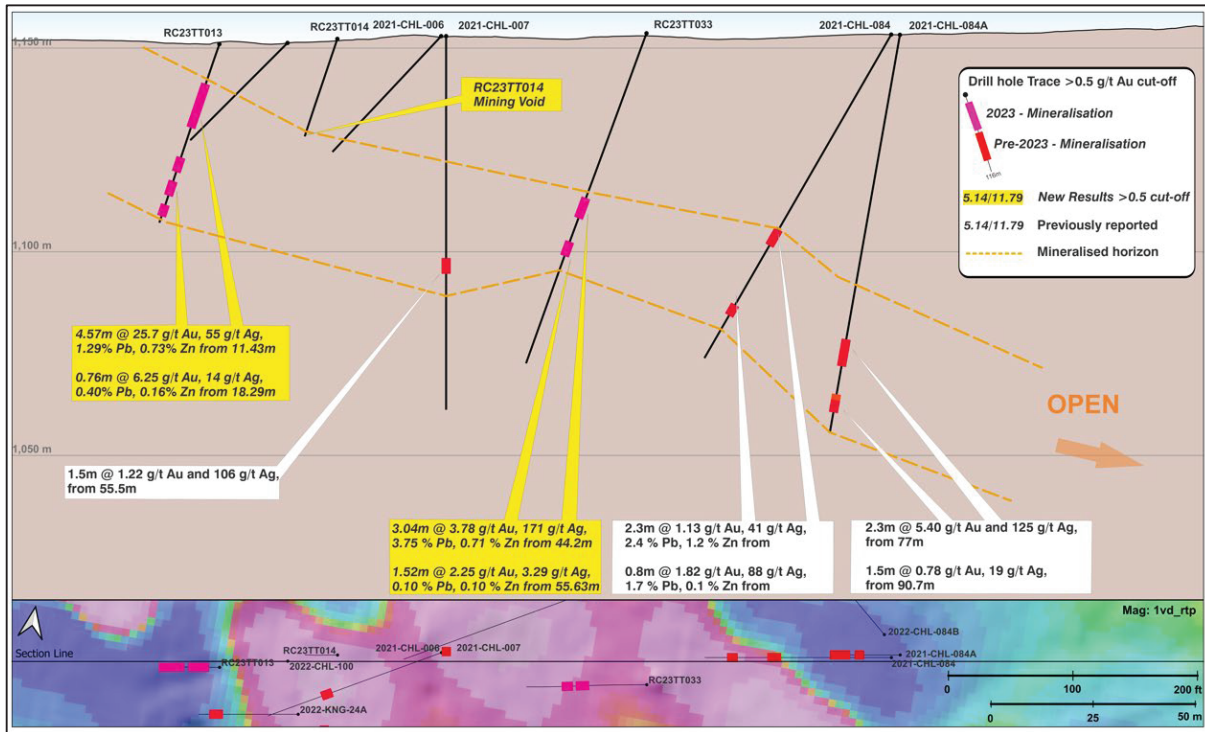 RC23TT013
RC23TT014
2021-CHL-006
2021-CHL-007
RC23TT033
2021-CHL-084
2021-CHL-084A
1,150 m
RC23TT014
Mining Void
Drill hole Trace >0.5 g/t Au cut-off
2023 - Mineralisation
Pre-2023 - Mineralisation
116m
5.14/11.79 New Results >0.5 cut-off
5.14/11.79 Previously reported
Mineralised horizon
1,100 m
4.57m @ 25.7 g/t Au, 55 g/t Ag,
1.29% Pb, 0.73% Zn from 11.43m
0.76m @ 6.25 g/t Au, 14 g/t Ag,
0.40% Pb, 0.16% Zn from 18.29m
OPEN
1,050 m
1.5m @ 1.22 g/t Au and 106 g/t Ag,
from 55.5m
3.04m @ 3.78 g/t Au, 171 g/t Ag,
3.75 % Pb, 0.71 % Zn from 44.2m
1.52m @ 2.25 g/t Au, 3.29 g/t Ag,
0.10 % Pb, 0.10 % Zn from 55.63m
2.3m @ 1.13 g/t Au, 41 g/t Ag,
2.4 % Pb, 1.2 % Zn from
0.8m @ 1.82 g/t Au, 88 g/t Ag,
1.7 % Pb, 0.1 % Zn from
2.3m @ 5.40 g/t Au and 125 g/t Ag,
from 77m
1.5m @ 0.78 g/t Au, 19 g/t Ag,
from 90.7m
Mag: 1vd_rtp
Section Line
2022-CHL-084B
RC23TT014
2021-CHL-006
2021-CHL-007
2021-CHL-084A
RC23TT013
2022-CHL-100
2021-CHL-084
RC23TT033
2022-KNG-24A
0 100 200 ft
0 25 50 m